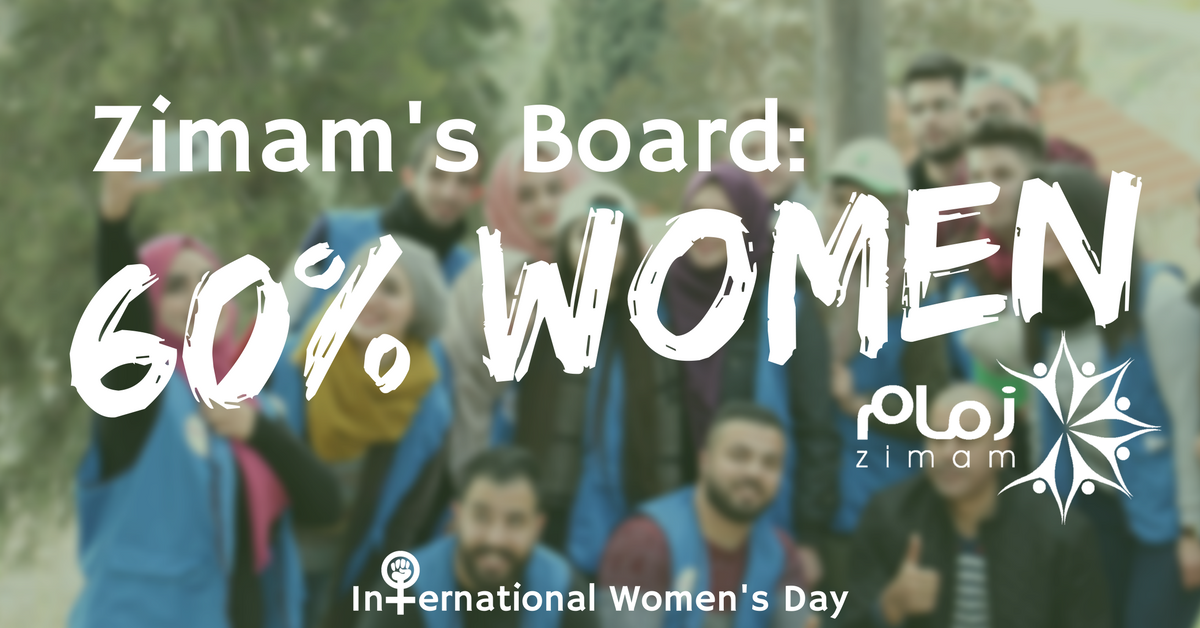 Zimam's Board:
60% WOMEN
زمام
zimam
International Women's Day